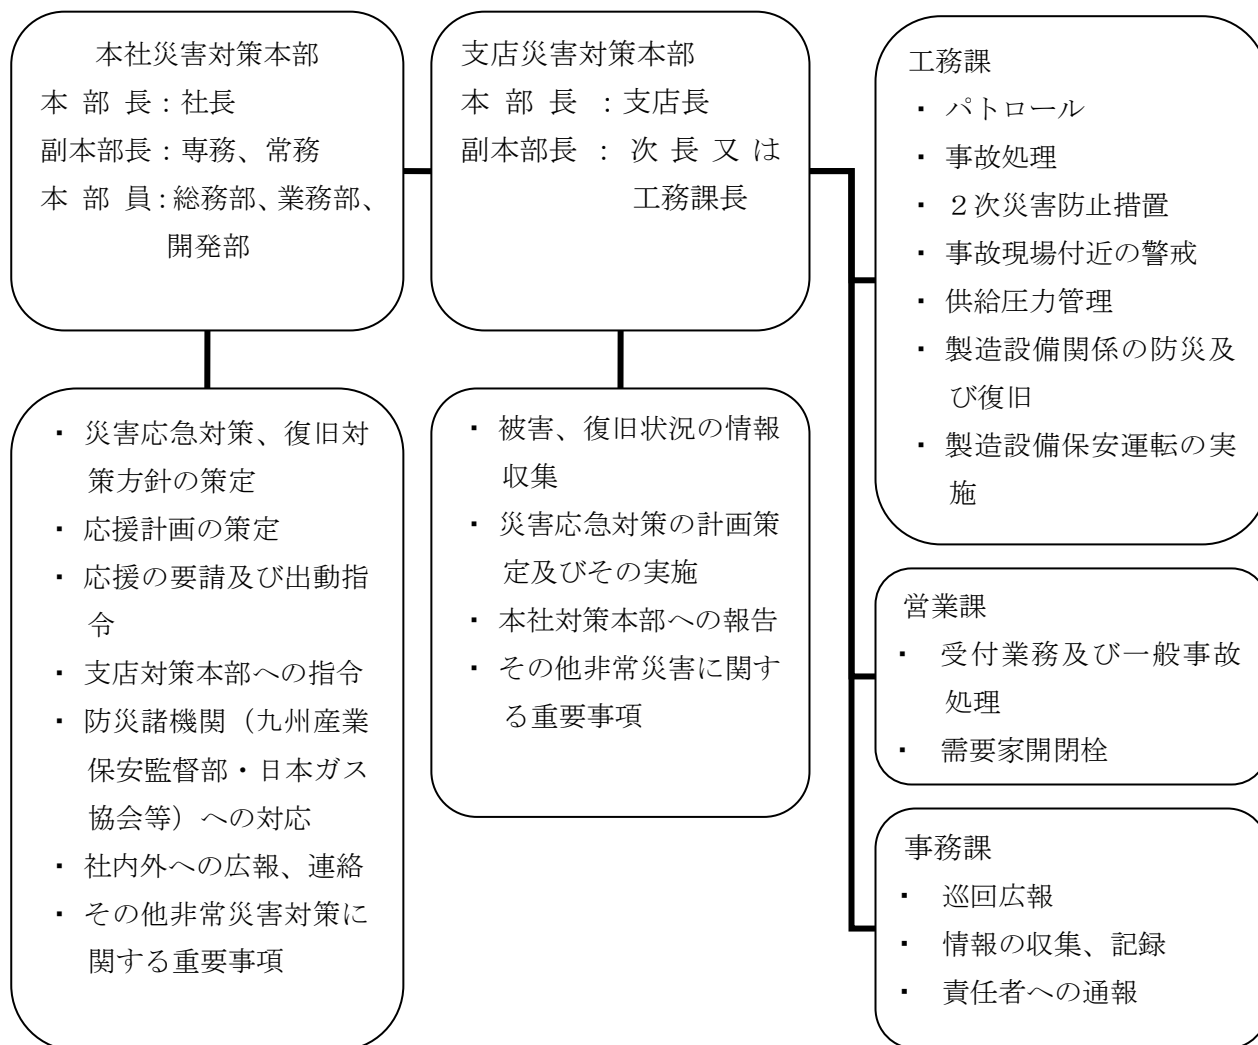 本社災害対策本部
本 部 長：社長
副本部長：専務、常務
本 部 員：総務部、業務部、
開発部
・ 災害応急対策、復旧対
策方針の策定
・ 応援計画の策定
・ 応援の要請及び出動指
令
・ 支店対策本部への指令
・ 防災諸機関（九州産業
保安監督部・日本ガス
協会等）への対応
・ 社内外への広報、連絡
・ その他非常災害対策に
関する重要事項
支店災害対策本部
本 部 長 ：支店長
副本部長 ： 次 長 又 は
工務課長
・ 被害、復旧状況の情報
収集
・ 災害応急対策の計画策
定及びその実施
・ 本社対策本部への報告
・ その他非常災害に関す
る重要事項
工務課
・ パトロール
・ 事故処理
・ ２次災害防止措置
・ 事故現場付近の警戒
・ 供給圧力管理
・ 製造設備関係の防災及
び復旧
・ 製造設備保安運転の実
施
営業課
・ 受付業務及び一般事故
処理
・ 需要家開閉栓
事務課
・ 巡回広報
・ 情報の収集、記録
・ 責任者への通報